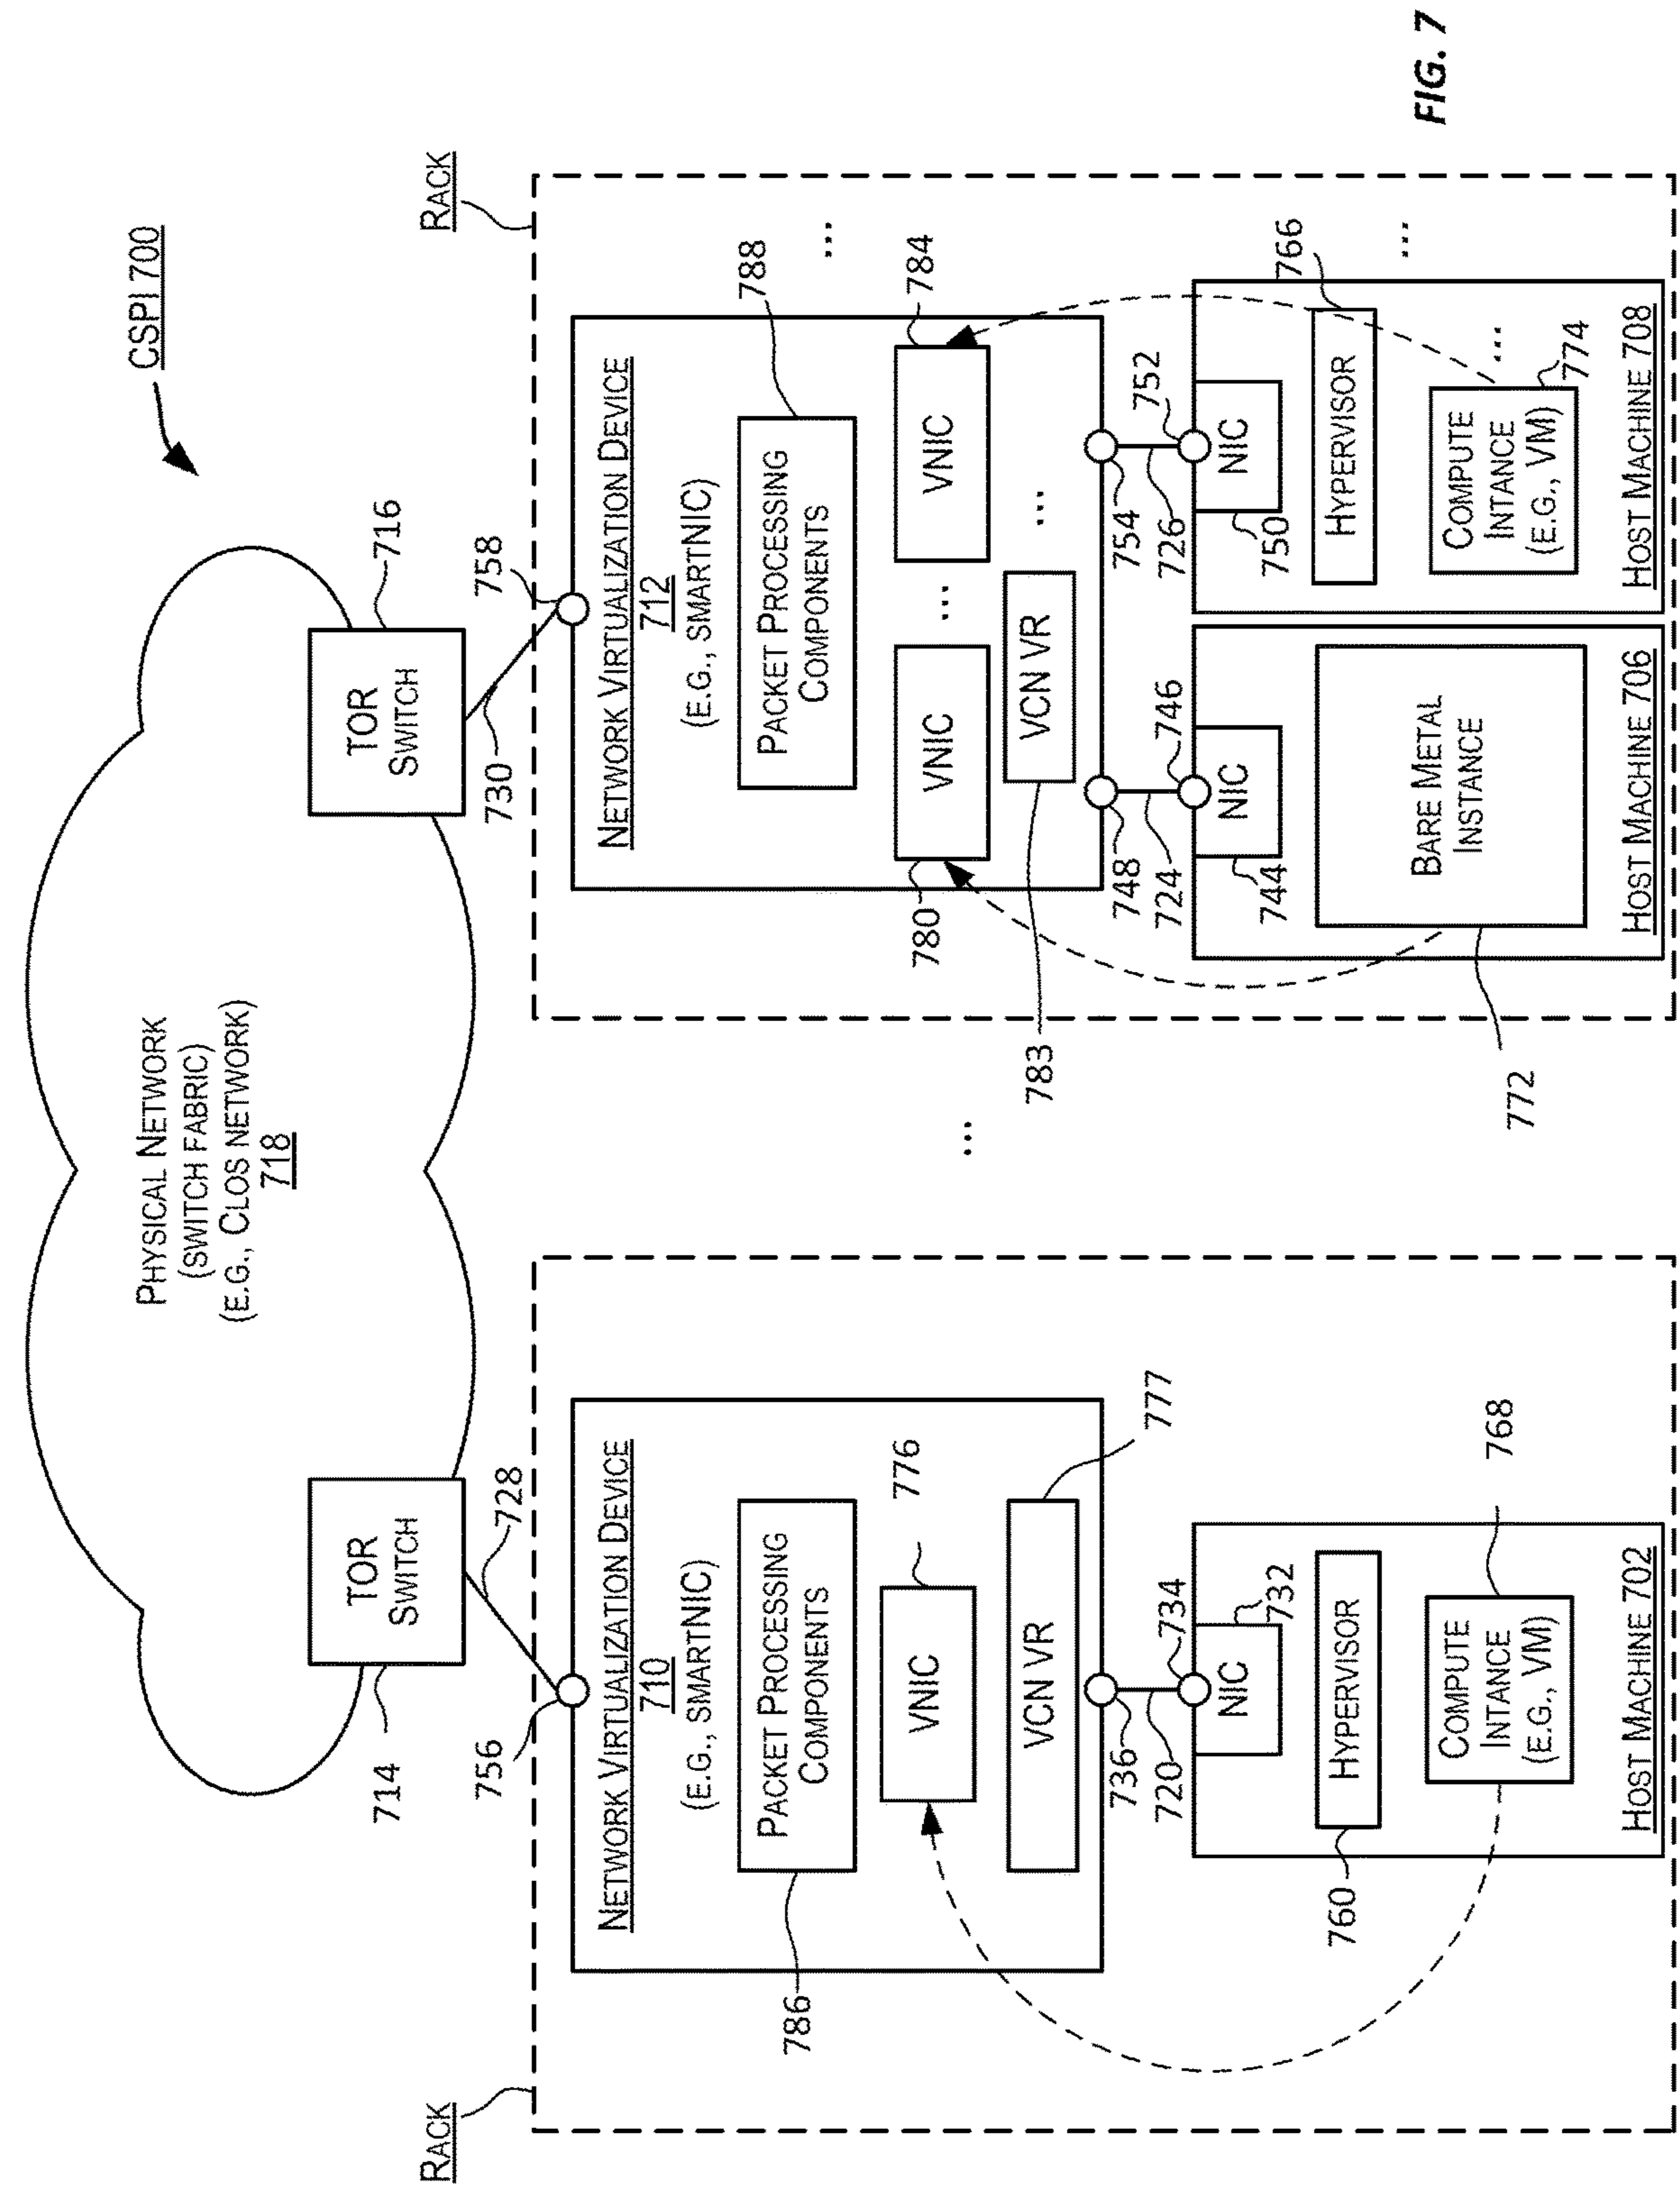 CSPI 700
PHYSICAL NETWORK
(SWITCH FABRIC)
(E.G., CLOS NETWORK)
718
TOR
SWITCH
714
TOR
SWITCH
716
728
730
RACK
756
NETWORK VIRTUALIZATION DEVICE
710
(E.G., SMARTNIC)
PACKET PROCESSING
COMPONENTS
786
VNIC
776
VCN VR
777
736
720
734
NIC
732
HYPERVISOR
760
COMPUTE
INTANCE
(E.G., VM)
768
HOST MACHINE 702
...
RACK
758
NETWORK VIRTUALIZATION DEVICE
712
(E.G., SMARTNIC)
PACKET PROCESSING
COMPONENTS
788
...
VNIC
780
...
VNIC
784
VCN VR
783
...
748
724
746
NIC
744
BARE METAL
INSTANCE
772
HOST MACHINE 706
754
726
752
NIC
750
HYPERVISOR
766
COMPUTE
INTANCE
(E.G., VM)
...
774
HOST MACHINE 708
...
FIG. 7